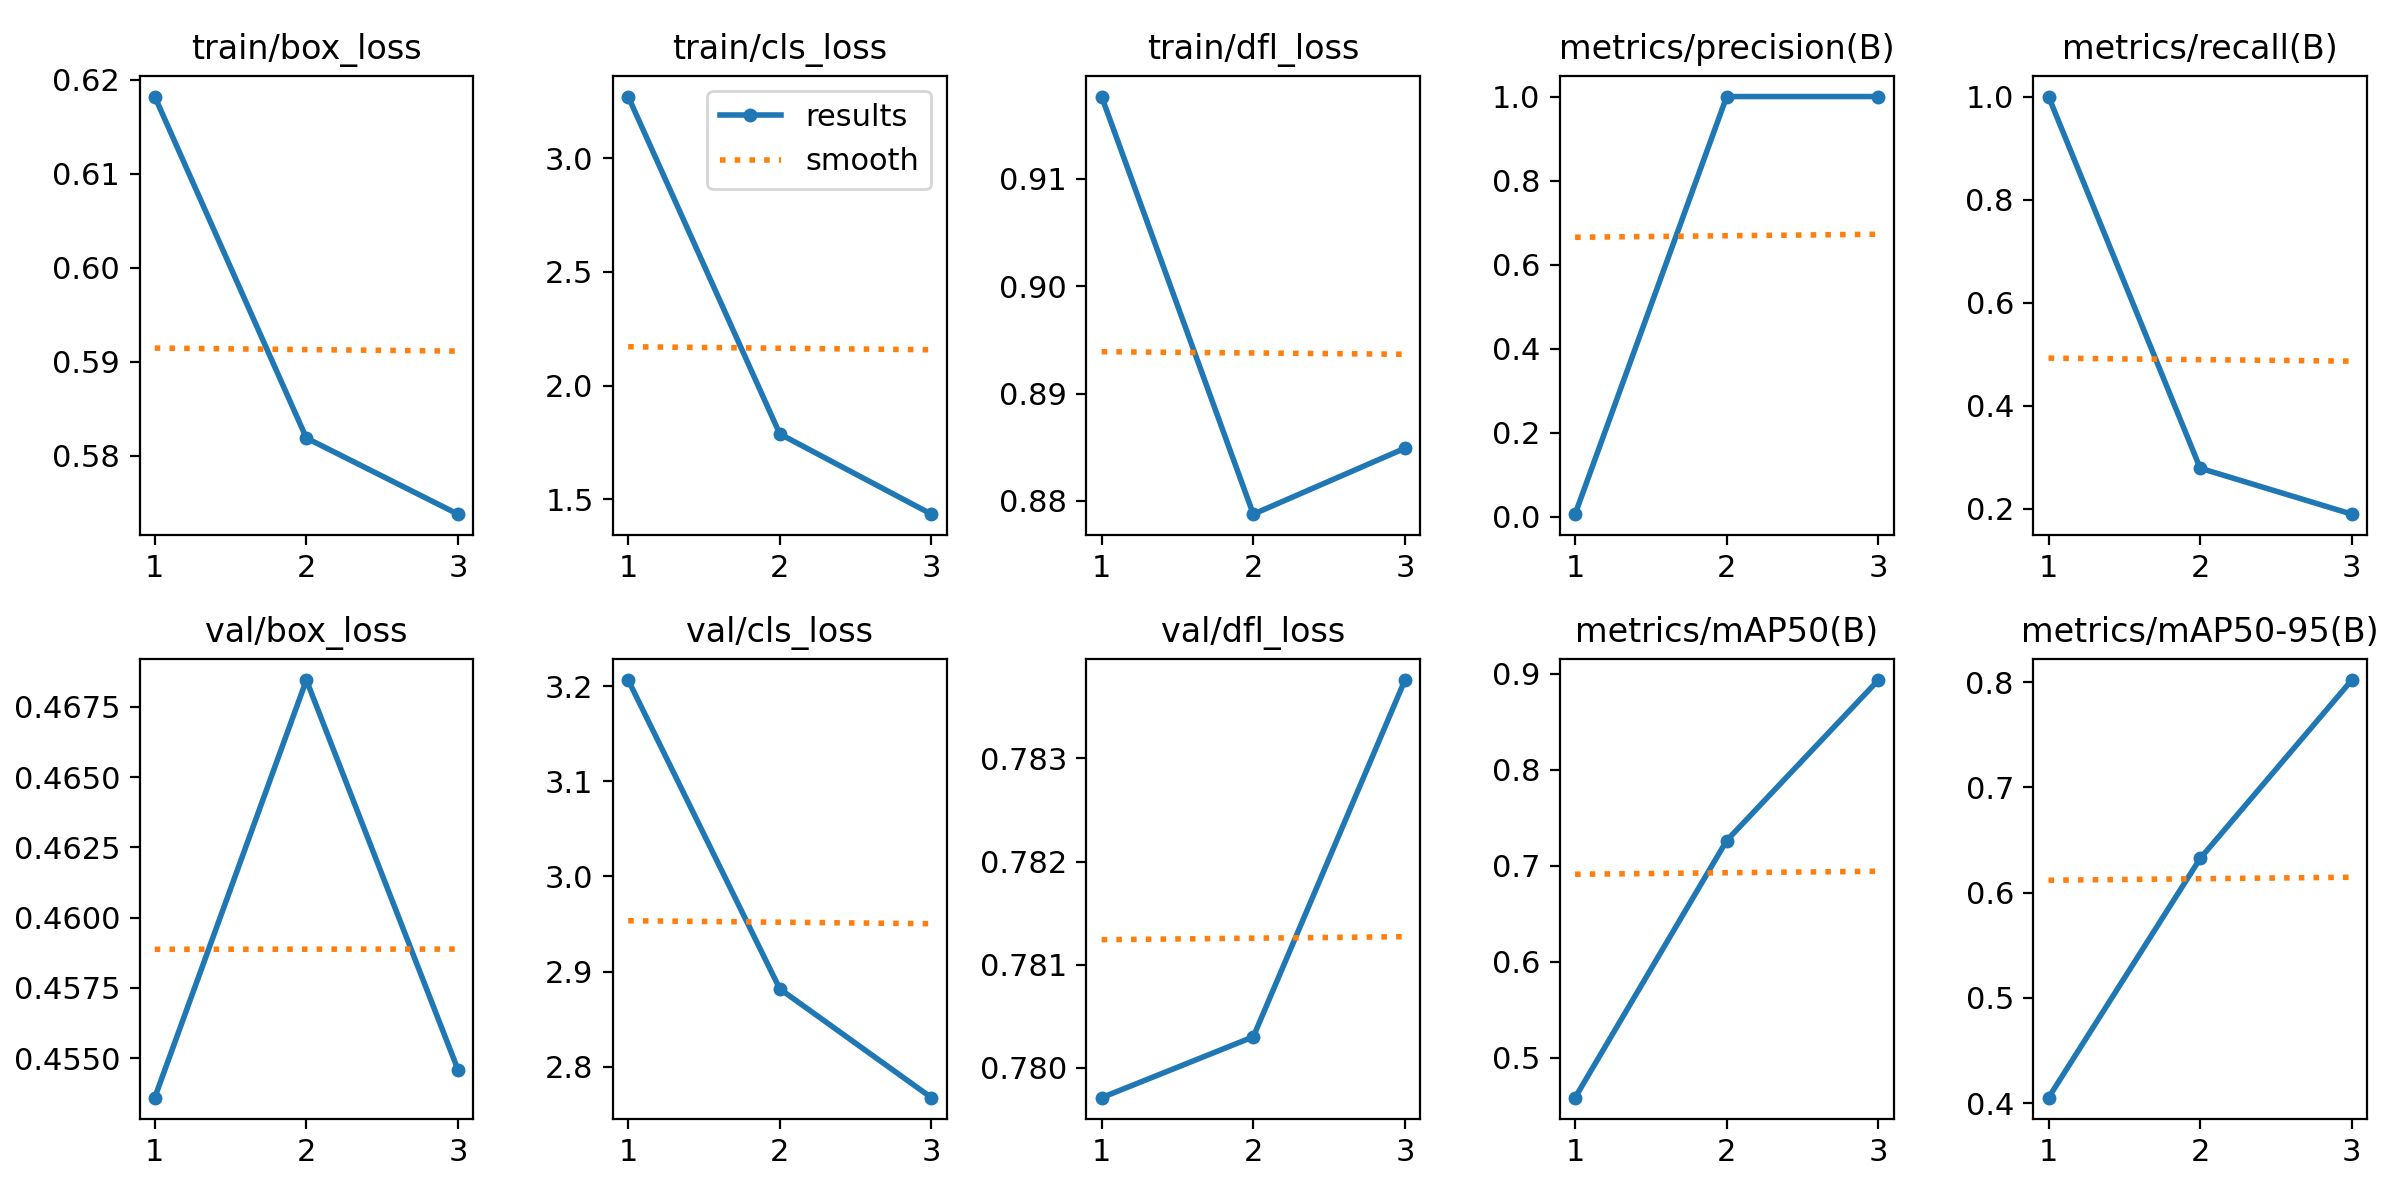 train/box_loss
0.62
0.61
0.60
0.59
0.58
1 2 3
train/cls_loss
results
smooth
3.0
2.5
2.0
1.5
1 2 3
train/dfl_loss
0.91
0.90
0.89
0.88
1 2 3
metrics/precision(B)
1.0
0.8
0.6
0.4
0.2
0.0
1 2 3
metrics/recall(B)
1.0
0.8
0.6
0.4
0.2
1 2 3
val/box_loss
0.4675
0.4650
0.4625
0.4600
0.4575
0.4550
1 2 3
val/cls_loss
3.2
3.1
3.0
2.9
2.8
1 2 3
val/dfl_loss
0.783
0.782
0.781
0.780
1 2 3
metrics/mAP50(B)
0.9
0.8
0.7
0.6
0.5
1 2 3
metrics/mAP50-95(B)
0.8
0.7
0.6
0.5
0.4
1 2 3